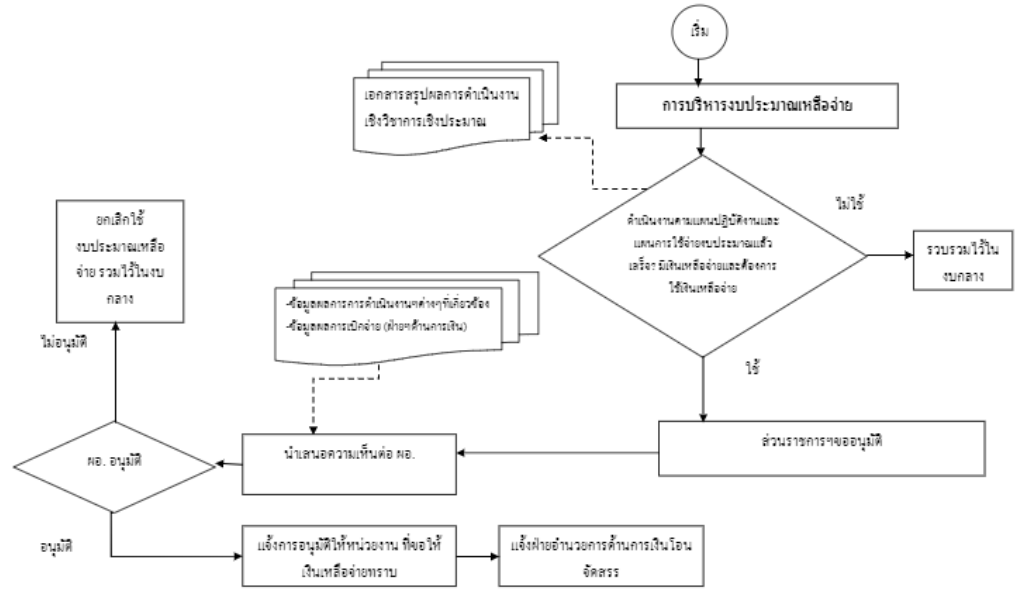 เริ่ม
การบริหารงบประมาณเหลือจ่าย
เอกสารสรุปผลการดำเนินงาน
เชิงวิชาการเชิงประมาณ
ดำเนินงานตามแผนปฏิบัติงานและ
แผนการใช้จ่ายงบประมาณแล้ว
เสร็จ? มีเงินเหลือจ่ายและต้องการ
ใช้เงินเหลือจ่าย
ไม่ใช้
รวบรวมไว้ใน
งบกลาง
ใช้
ส่วนราชการฯขออนุมัติ
-ข้อมูลผลการการดำเนินงานฯต่างๆที่เกี่ยวข้อง
-ข้อมูลผลการเบิกจ่าย (ฝ่ายฯด้านการเงิน)
นำเสนอความเห็นต่อ ผอ.
ผอ. อนุมัติ
ไม่อนุมัติ
ยกเลิกใช้
งบประมาณเหลือ
จ่าย รวมไว้ในงบ
กลาง
อนุมัติ
แจ้งการอนุมัติให้หน่วยงาน ที่ขอให้
เงินเหลือจ่ายทราบ
แจ้งฝ่ายอำนวยการด้านการเงินโอน
จัดสรร